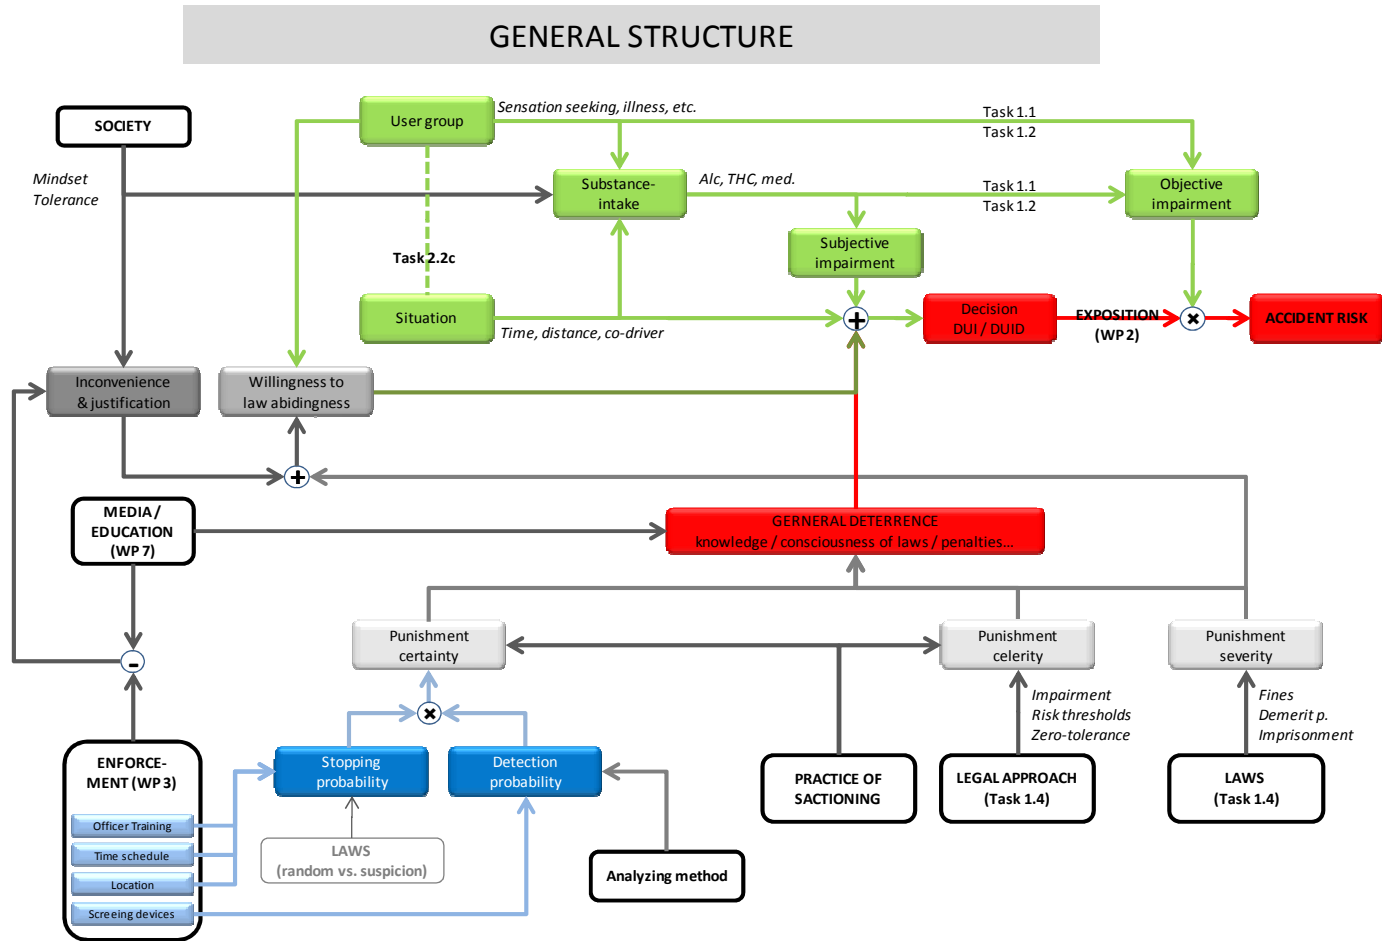 GENERAL STRUCTURE
SOCIETY
User group
Sensation seeking, illness, etc.
Task 1.1
Task 1.2
Mindset
Tolerance
Substance-
intake
Alc, THC, med.
Task 1.1
Task 1.2
Objective
impairment
Subjective
impairment
Task 2.2c
Situation
Time, distance, co-driver
+
Decision
DUI / DUID
EXPOSITION
(WP 2)
×
ACCIDENT RISK
Inconvenience
& justification
Willingness to
law abidingness
+
MEDIA /
EDUCATION
(WP 7)
GERNERAL DETERRENCE
knowledge / consciousness of laws / penalties...
Punishment
certainty
Punishment
celerity
Punishment
severity
-
Impairment
Risk thresholds
Zero-tolerance
Fines
Demerit p.
Imprisonment
×
ENFORCE-
MENT (WP 3)
Stopping
probability
Detection
probability
PRACTICE OF
SACTIONING
LEGAL APPROACH
(Task 1.4)
LAWS
(Task 1.4)
Officer Training
Time schedule
Location
Screeing devices
LAWS
(random vs. suspicion)
Analyzing method